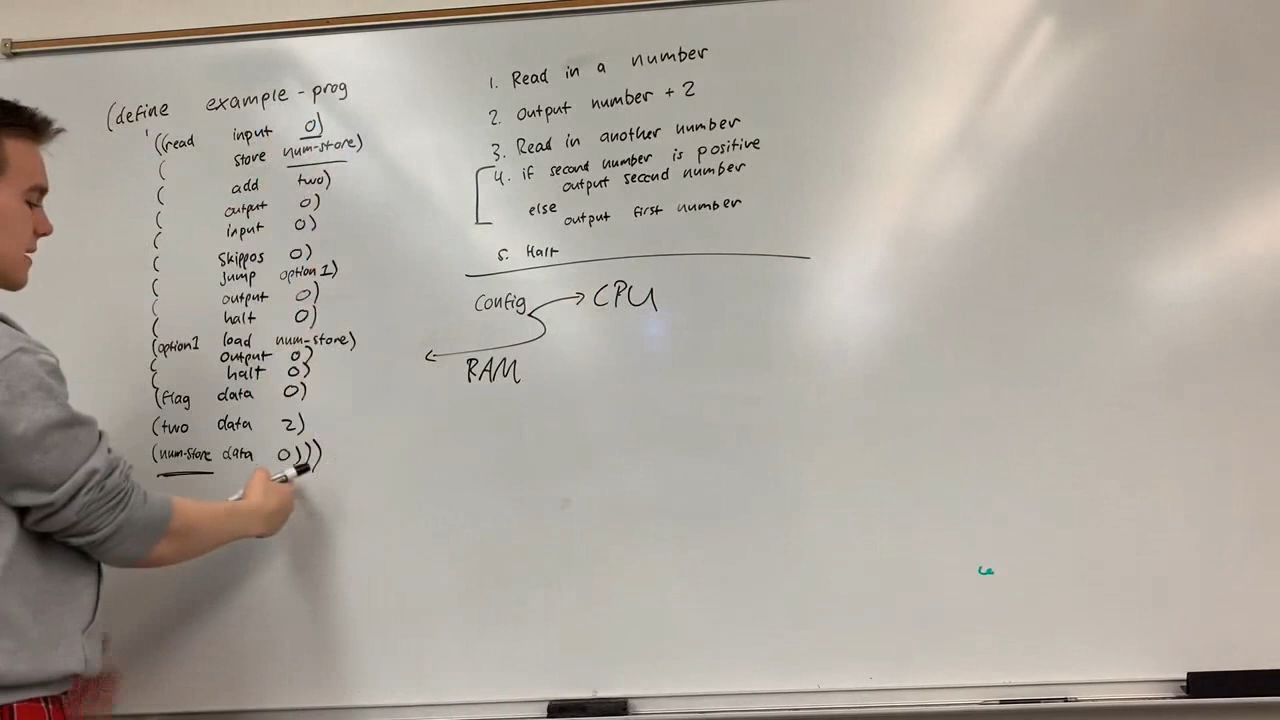 (define example-prog
'((read input 0)
( store num-store)
( add two)
( output 0)
( input 0)
( skippos 0)
( jump option1)
( output 0)
( halt 0)
(option1 load num-store)
( output 0)
( halt 0)
(flag data 0)
(two data 2)
(num-store data 0)))
1. Read in a number
2. Output number + 2
3. Read in another number
4. if second number is positive
output second number
else
output first number
5. Halt
Config CPU
RAM